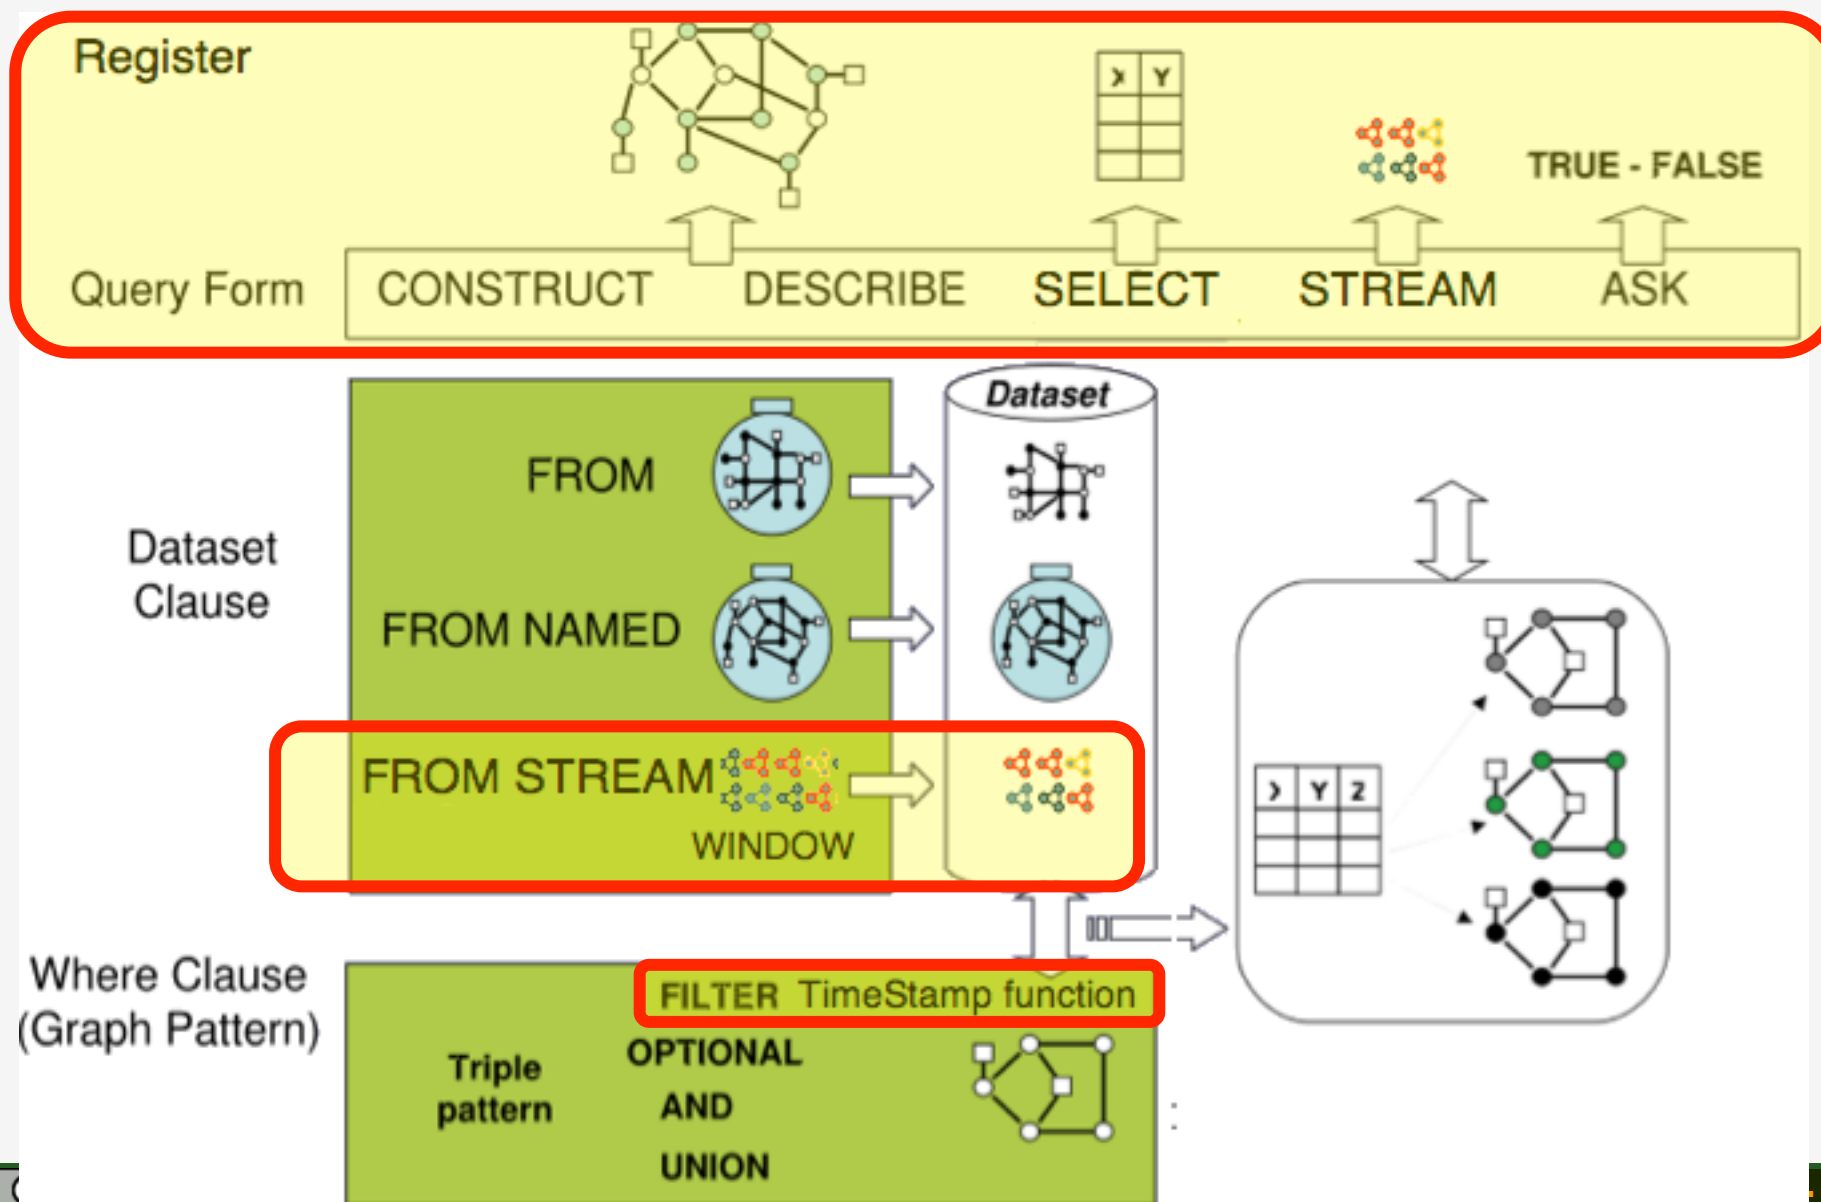 Register
X Y
TRUE - FALSE
Query Form
CONSTRUCT DESCRIBE SELECT STREAM ASK
Dataset
FROM
Dataset
Clause
FROM NAMED
FROM STREAM
WINDOW
Y Z
Where Clause
(Graph Pattern)
FILTER TimeStamp function
Triple
pattern
OPTIONAL
AND
UNION
: